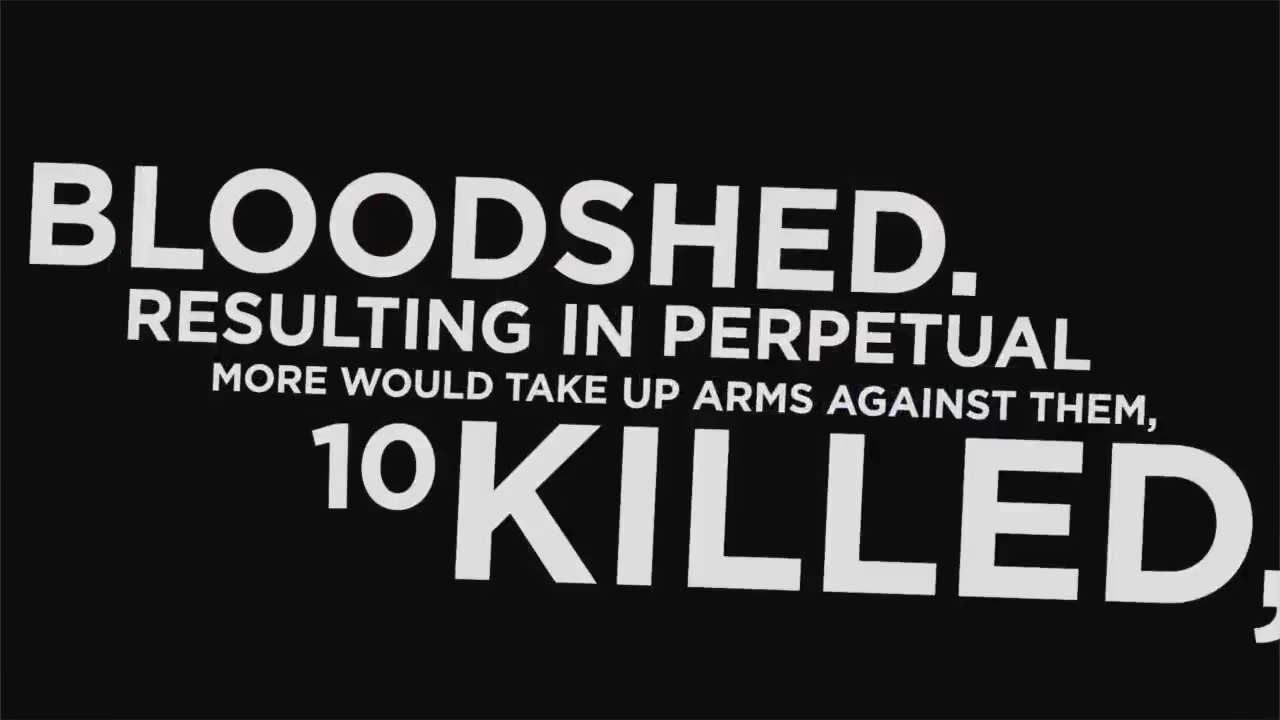 BLOODSHED.
RESULTING IN PERPETUAL
MORE WOULD TAKE UP ARMS AGAINST THEM,
10 KILLED,